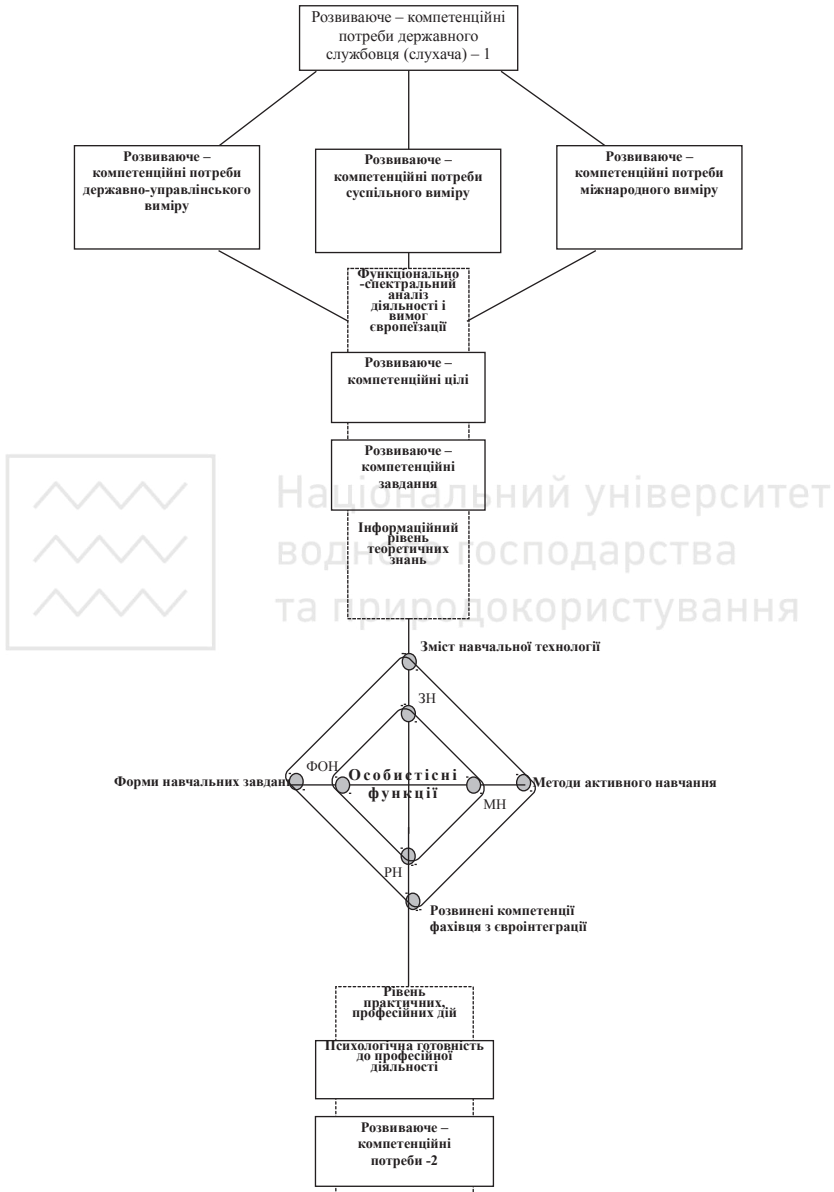 Розвиваюче – компетенційні
потреби державного
службовця (слухача) – 1
Розвиваюче –
компетенційні потреби
державно-управлінського
виміру
Розвиваюче –
компетенційні потреби
суспільного виміру
Розвиваюче –
компетенційні потреби
міжнародного виміру
Функціонально
-спектральний
аналіз
діяльності і
вимог
європеїзації
Розвиваюче –
компетенційні цілі
Розвиваюче –
компетенційні
завдання
Інформаційний
рівень
теоретичних
знань
Національний університет
водного господарства
та природокористування
Зміст навчальної технології
ЗН
ФОН
Особистісні
функції
Форми навчальних завдан
Методи активного навчання
МН
РН
Розвинені компетенції
фахівця з євроінтеграції
Рівень
практичних,
професійних дій
Психологічна готовність
до професійної
діяльності
Розвиваюче –
компетенційні
потреби -2